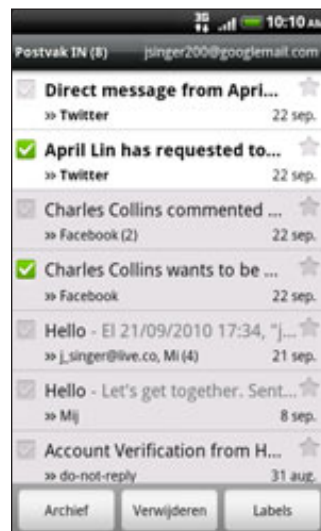 3G 10:10 AM
Postvak IN (8) jsinger200@googlemail.com
Direct message from Apri...
» Twitter 22 sep.
April Lin has requested to...
» Twitter 22 sep.
Charles Collins commented ...
» Facebook (2) 22 sep.
Charles Collins wants to be ...
» Facebook 22 sep.
Hello - El 21/09/2010 17:34, "j...
» j_singer@live.co, Mi (4) 21 sep.
Hello - Let's get together. Sent...
» Mij 8 sep.
Account Verification from H...
» do-not-reply 31 aug.
Archief Verwijderen Labels